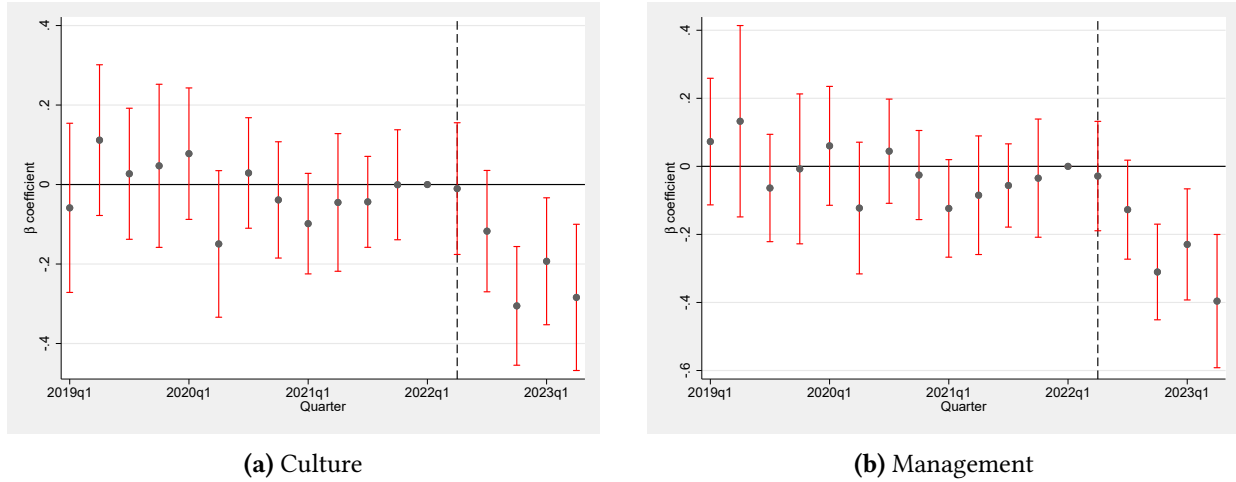 .4
.2
0
-.2
-.4
β coefficient
2019q1 2020q1 2021q1 2022q1 2023q1
Quarter
(a) Culture
.4
.2
0
-.2
-.4
-.6
β coefficient
2019q1 2020q1 2021q1 2022q1 2023q1
Quarter
(b) Management